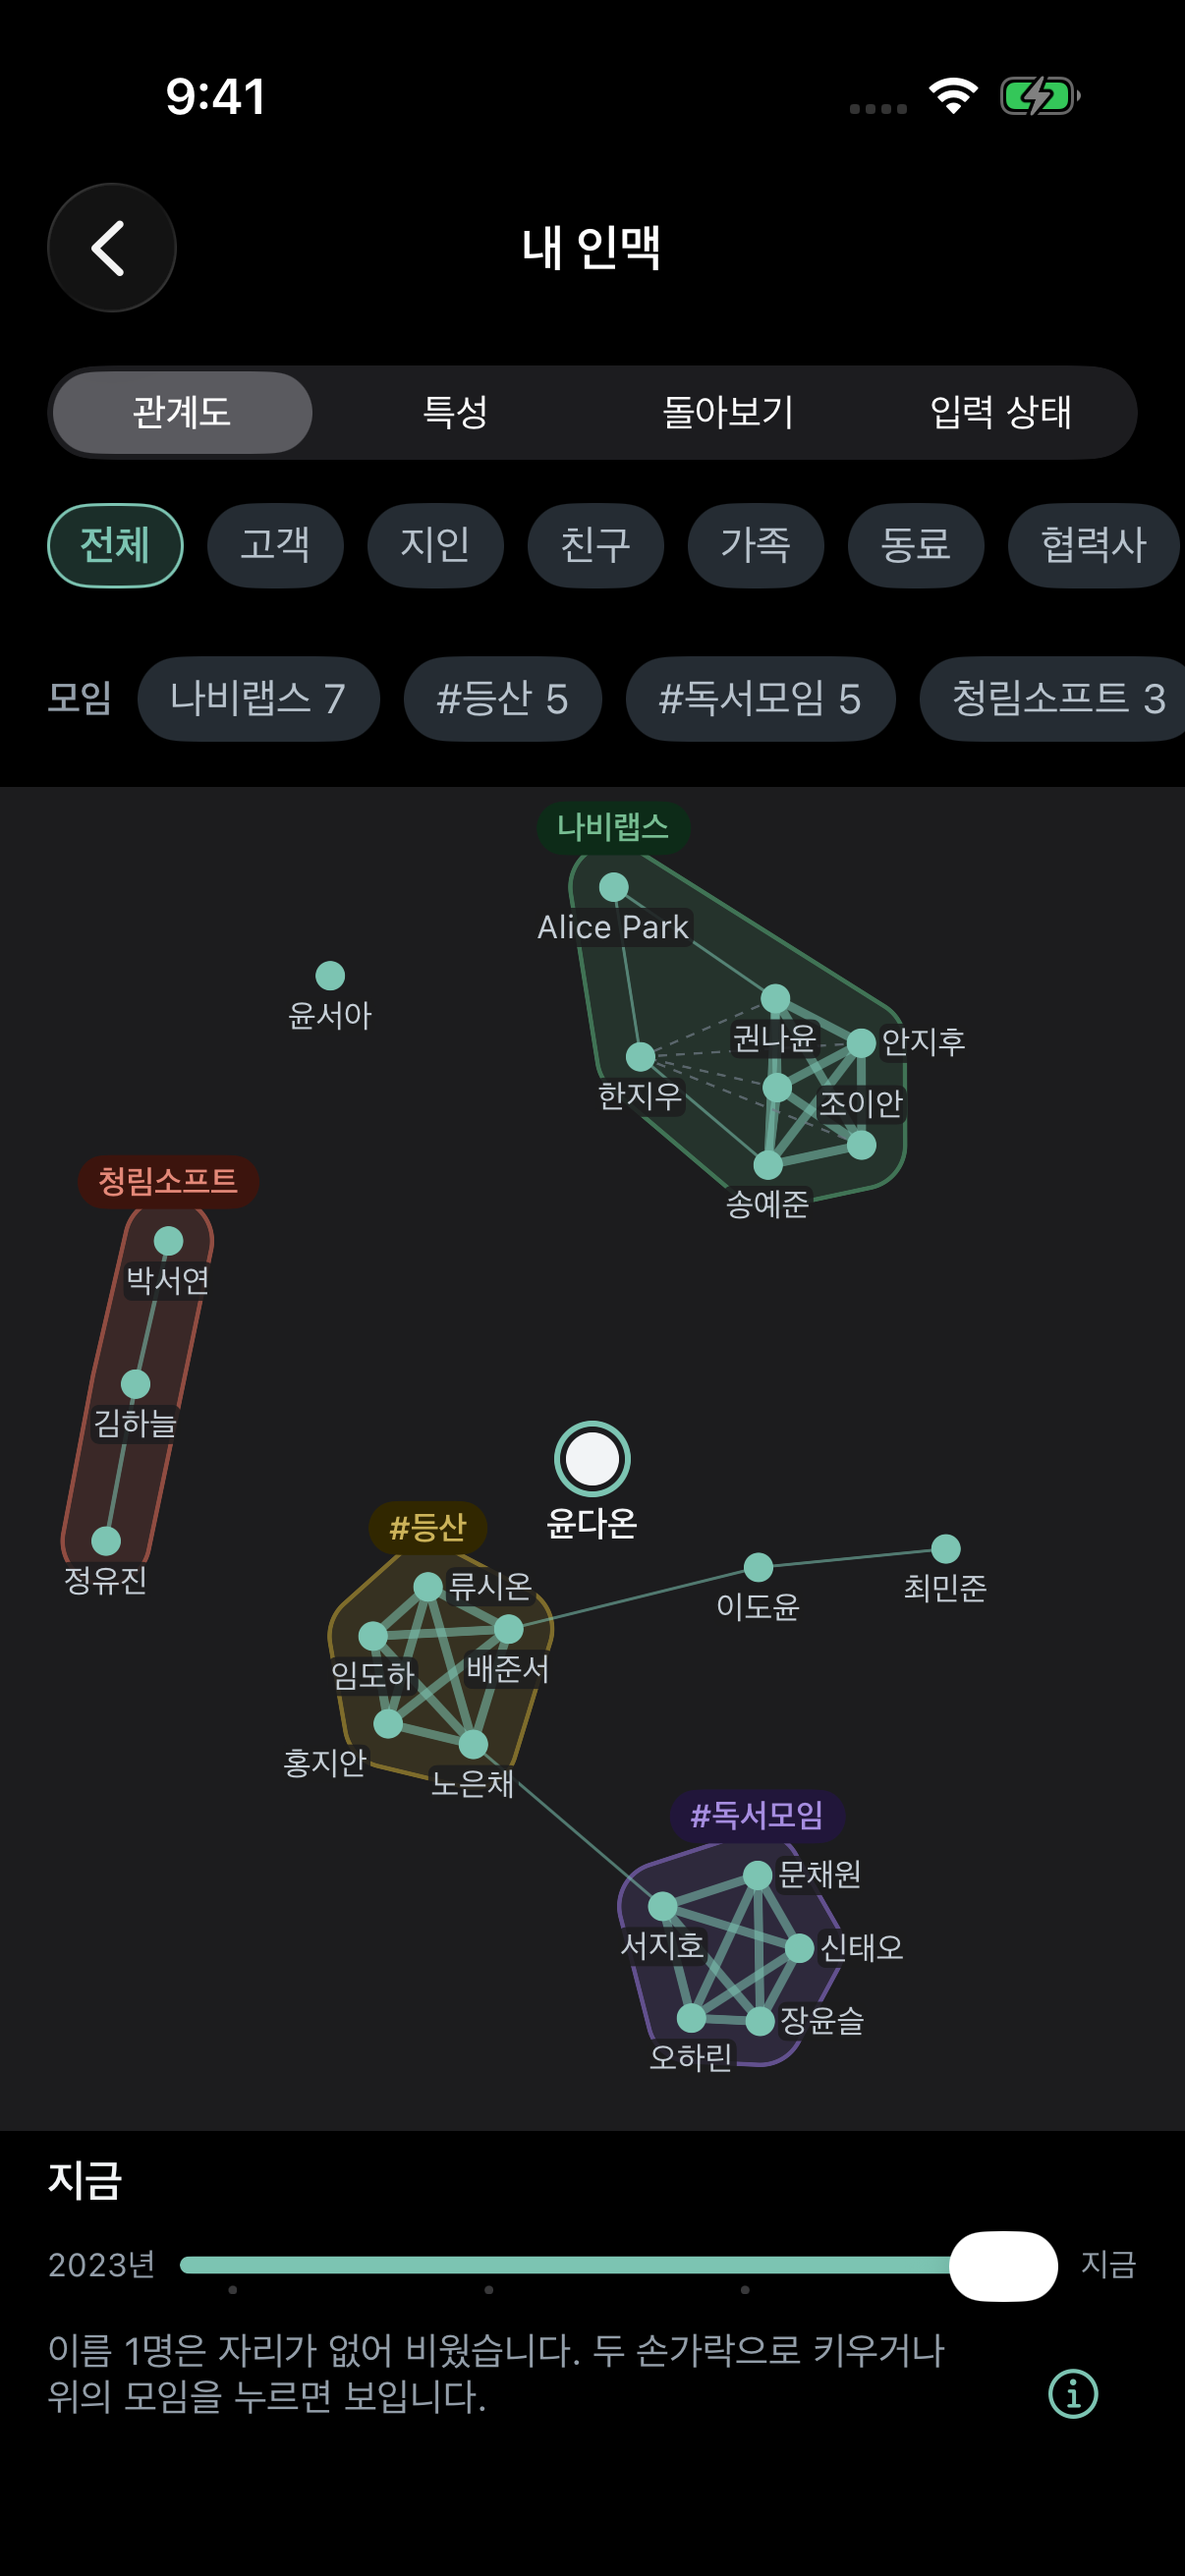 9:41
내 인맥
관계도 특성 돌아보기 입력 상태
전체 고객 지인 친구 가족 동료 협력사
모임 나비랩스 7 #등산 5 #독서모임 5 청림소프트 3
나비랩스
Alice Park
윤서아
권나윤 안지후
한지우 조이안
송예준
청림소프트
박서연
김하늘
정유진
윤다온
#등산
류시온
이도윤 최민준
임도하 배준서
홍지안 노은채
#독서모임
문채원
서지호 신태오
장윤슬
오하린
지금
2023년 지금
이름 1명은 자리가 없어 비웠습니다. 두 손가락으로 키우거나
위의 모임을 누르면 보입니다.